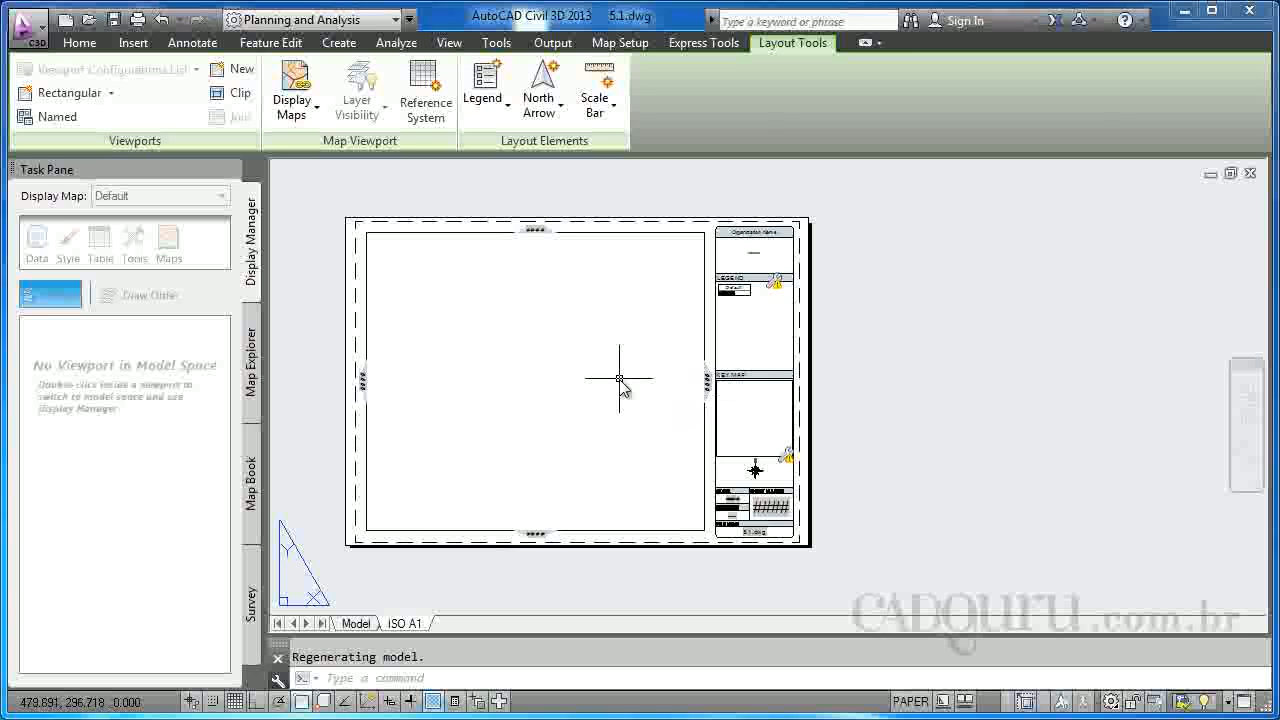 Planning and Analysis
AutoCAD Civil 3D 2013 5.1.dwg
Type a keyword or phrase
Sign In
C3D
Home Insert Annotate Feature Edit Create Analyze View Tools Output Map Setup Express Tools Layout Tools
Viewport Configurations List
New
Rectangular
Clip
Named
Join
Display Maps
Layer Visibility
Reference System
Legend
North Arrow
Scale Bar
Viewports
Map Viewport
Layout Elements
Task Pane
Display Map: Default
Data Style Table Tools Maps
Draw Order
No Viewport in Model Space
Double-click inside a viewport to
switch to model space and use
Display Manager
Display Manager
Map Explorer
Map Book
Survey
Organization Name
LEGEND
Default
KEY MAP
5.1.dwg
Y
X
Model ISO A1
CADGURU.com.br
Regenerating model.
Type a command
479.891, 296.718, 0.000
PAPER